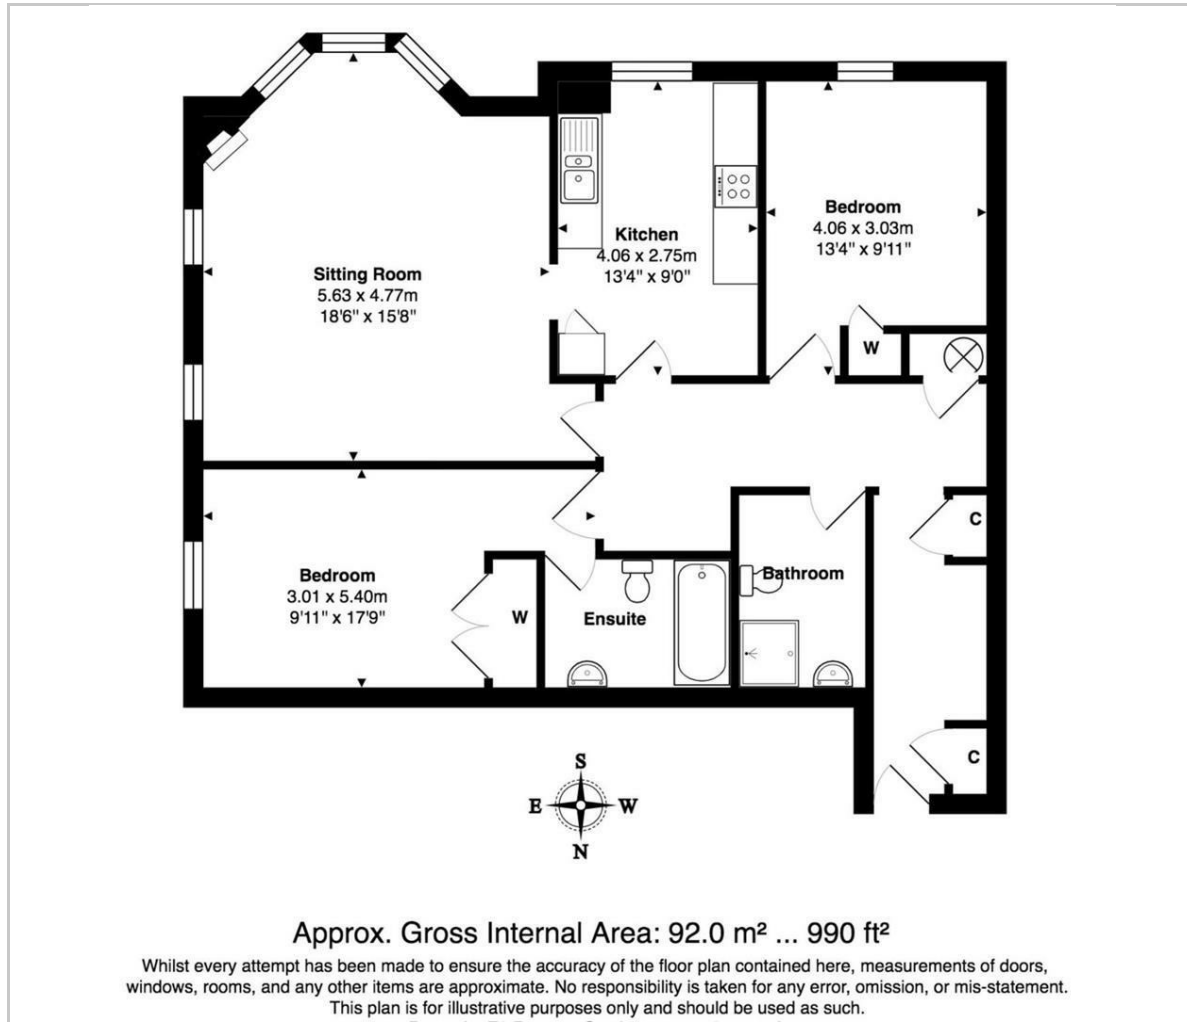 Kitchen
4.06 x 2.75m
13'4" x 9'0"
Bedroom
4.06 x 3.03m
13'4" x 9'11"
Sitting Room
5.63 x 4.77m
18'6" x 15'8"
W
C
Bedroom
3.01 x 5.40m
9'11" x 17'9"
W
Ensuite
Bathroom
C
S
E W
N
Approx. Gross Internal Area: 92.0 m² ... 990 ft²
Whilst every attempt has been made to ensure the accuracy of the floor plan contained here, measurements of doors,
windows, rooms, and any other items are approximate. No responsibility is taken for any error, omission, or mis-statement.
This plan is for illustrative purposes only and should be used as such.